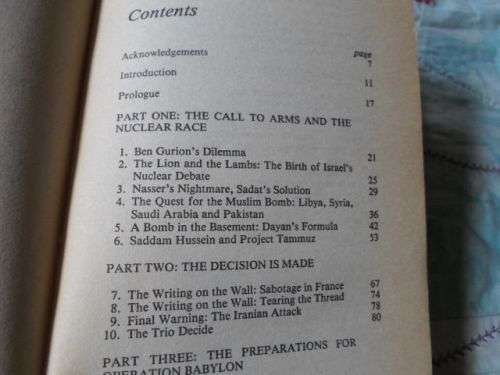 Contents
page
Acknowledgements 7
Introduction 11
Prologue 17
PART ONE: THE CALL TO ARMS AND THE
NUCLEAR RACE
1. Ben Gurion's Dilemma 21
2. The Lion and the Lambs: The Birth of Israel's
Nuclear Debate 25
3. Nasser's Nightmare, Sadat's Solution 29
4. The Quest for the Muslim Bomb: Libya, Syria,
Saudi Arabia and Pakistan 36
5. A Bomb in the Basement: Dayan's Formula 42
6. Saddam Hussein and Project Tammuz 53
PART TWO: THE DECISION IS MADE
7. The Writing on the Wall: Sabotage in France 67
8. The Writing on the Wall: Tearing the Thread 74
9. Final Warning: The Iranian Attack 78
10. The Trio Decide 80
PART THREE: THE PREPARATIONS FOR
OPERATION BABYLON